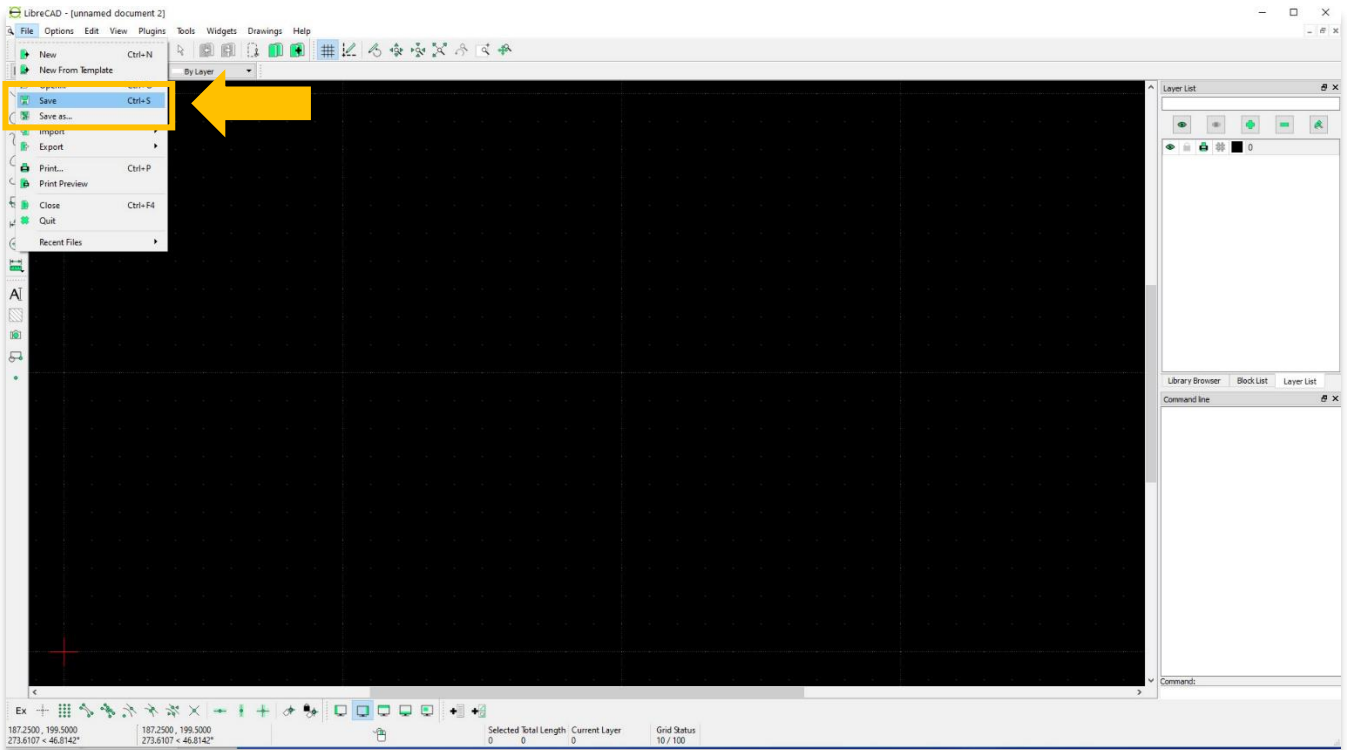 LibreCAD - [unnamed document 2]
File Options Edit View Plugins Tools Widgets Drawings Help
New Ctrl+N
New From Template
By Layer
Save Ctrl+S
Save as...
Import
Export
Print... Ctrl+P
Print Preview
Close Ctrl+F4
Quit
Recent Files
Layer List
0
Library Browser Block List Layer List
Command line
Command:
Ex
187.2500 , 199.5000 187.2500 , 199.5000 Selected Total Length Current Layer Grid Status
273.6107 < 46.8142° 273.6107 < 46.8142° 0 0 0 10 / 100